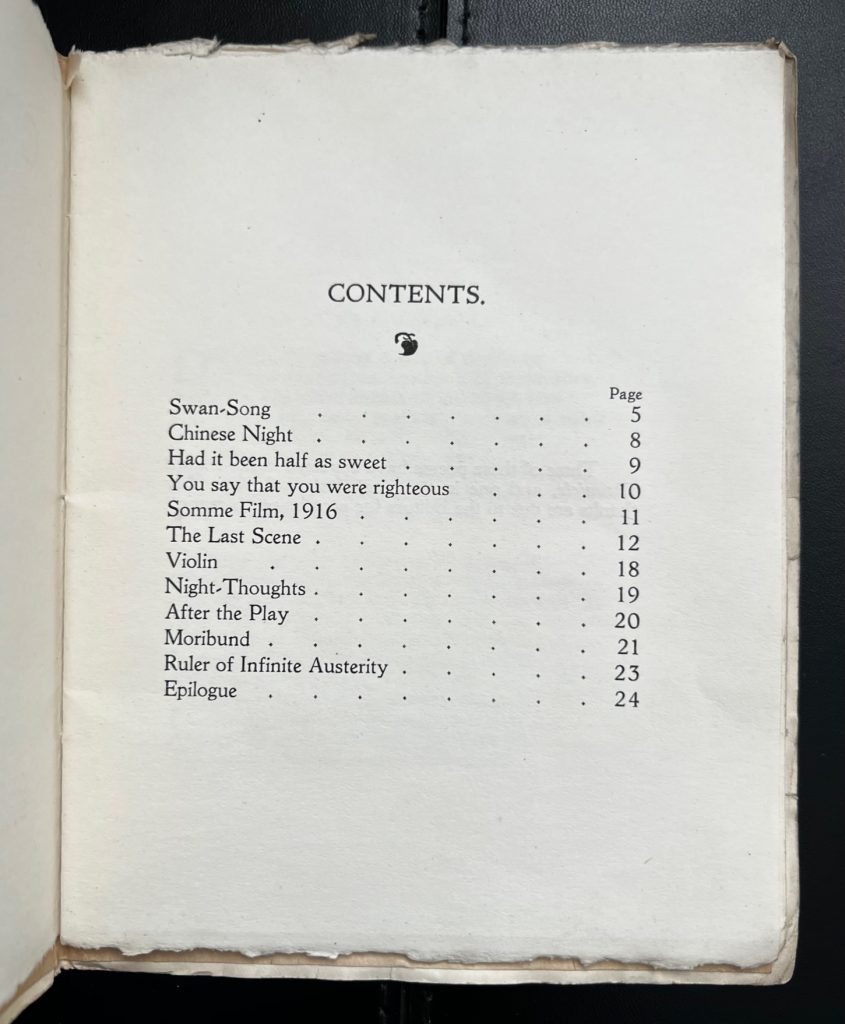 CONTENTS.
Page
Swan-Song . . . . . . . 5
Chinese Night . . . . . . . 8
Had it been half as sweet . . . . . 9
You say that you were righteous . . . 10
Somme Film, 1916 . . . . . . 11
The Last Scene . . . . . . . 12
Violin . . . . . . . . 18
Night-Thoughts . . . . . . . 19
After the Play . . . . . . . 20
Moribund . . . . . . . . 21
Ruler of Infinite Austerity . . . . . 23
Epilogue . . . . . . . . 24